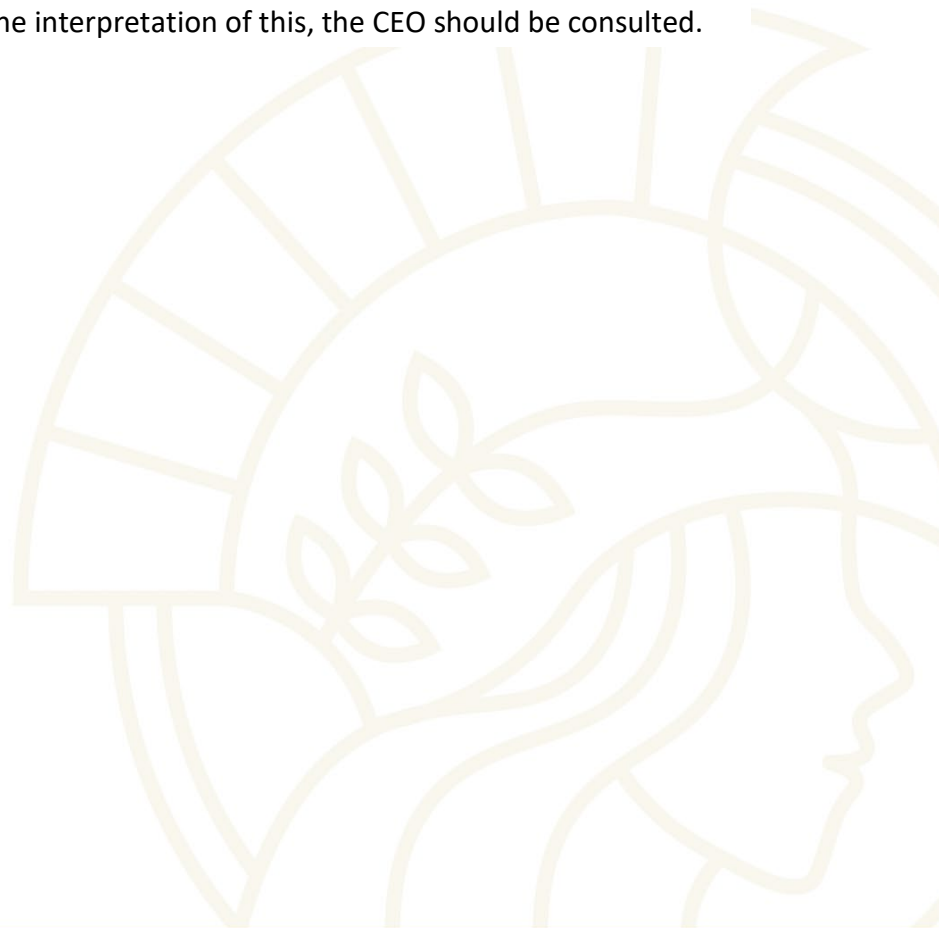 he interpretation of this, the CEO should be consulted.